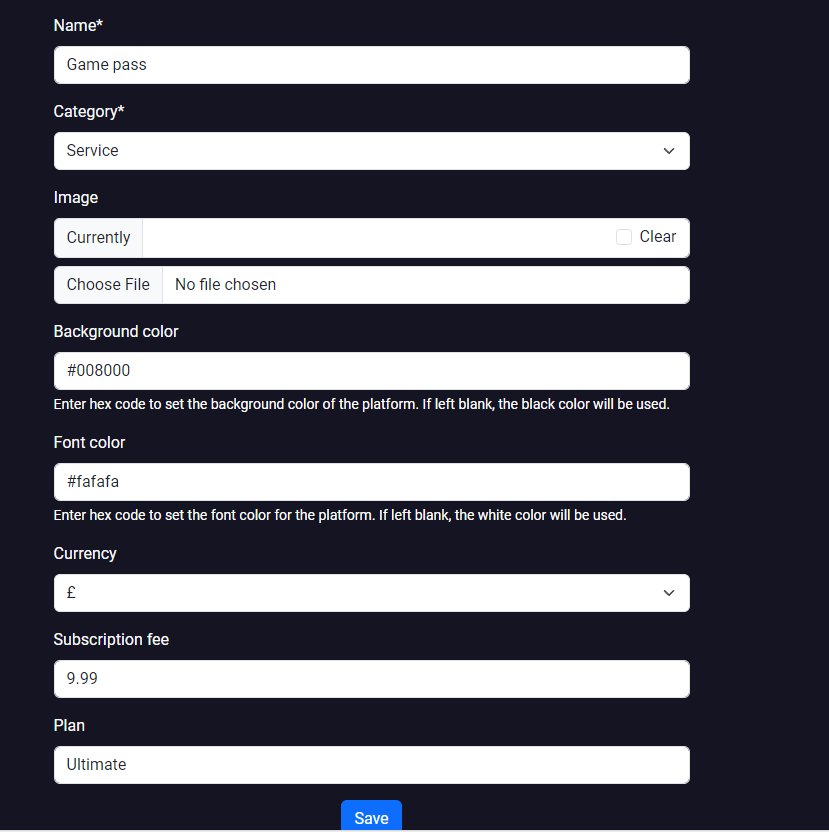 Name*
Game pass
Category*
Service
Image
Currently Clear
Choose File No file chosen
Background color
#008000
Enter hex code to set the background color of the platform. If left blank, the black color will be used.
Font color
#fafafa
Enter hex code to set the font color for the platform. If left blank, the white color will be used.
Currency
£
Subscription fee
9.99
Plan
Ultimate
Save